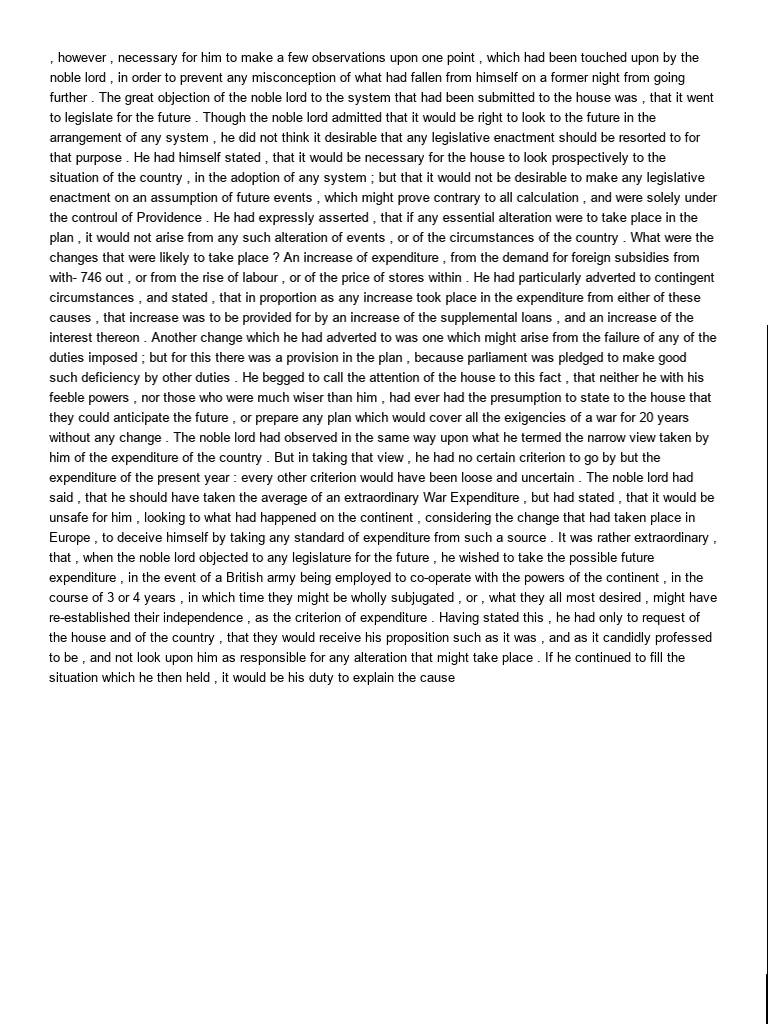 , however , necessary for him to make a few observations upon one point , which had been touched upon by the
noble lord , in order to prevent any misconception of what had fallen from himself on a former night from going
further . The great objection of the noble lord to the system that had been submitted to the house was , that it went
to legislate for the future . Though the noble lord admitted that it would be right to look to the future in the
arrangement of any system , he did not think it desirable that any legislative enactment should be resorted to for
that purpose . He had himself stated , that it would be necessary for the house to look prospectively to the
situation of the country , in the adoption of any system ; but that it would not be desirable to make any legislative
enactment on an assumption of future events , which might prove contrary to all calculation , and were solely under
the controul of Providence . He had expressly asserted , that if any essential alteration were to take place in the
plan , it would not arise from any such alteration of events , or of the circumstances of the country . What were the
changes that were likely to take place ? An increase of expenditure , from the demand for foreign subsidies from
with- 746 out , or from the rise of labour , or of the price of stores within . He had particularly adverted to contingent
circumstances , and stated , that in proportion as any increase took place in the expenditure from either of these
causes , that increase was to be provided for by an increase of the supplemental loans , and an increase of the
interest thereon . Another change which he had adverted to was one which might arise from the failure of any of the
duties imposed ; but for this there was a provision in the plan , because parliament was pledged to make good
such deficiency by other duties . He begged to call the attention of the house to this fact , that neither he with his
feeble powers , nor those who were much wiser than him , had ever had the presumption to state to the house that
they could anticipate the future , or prepare any plan which would cover all the exigencies of a war for 20 years
without any change . The noble lord had observed in the same way upon what he termed the narrow view taken by
him of the expenditure of the country . But in taking that view , he had no certain criterion to go by but the
expenditure of the present year : every other criterion would have been loose and uncertain . The noble lord had
said , that he should have taken the average of an extraordinary War Expenditure , but had stated , that it would be
unsafe for him , looking to what had happened on the continent , considering the change that had taken place in
Europe , to deceive himself by taking any standard of expenditure from such a source . It was rather extraordinary ,
that , when the noble lord objected to any legislature for the future , he wished to take the possible future
expenditure , in the event of a British army being employed to co-operate with the powers of the continent , in the
course of 3 or 4 years , in which time they might be wholly subjugated , or , what they all most desired , might have
re-established their independence , as the criterion of expenditure . Having stated this , he had only to request of
the house and of the country , that they would receive his proposition such as it was , and as it candidly professed
to be , and not look upon him as responsible for any alteration that might take place . If he continued to fill the
situation which he then held , it would be his duty to explain the cause